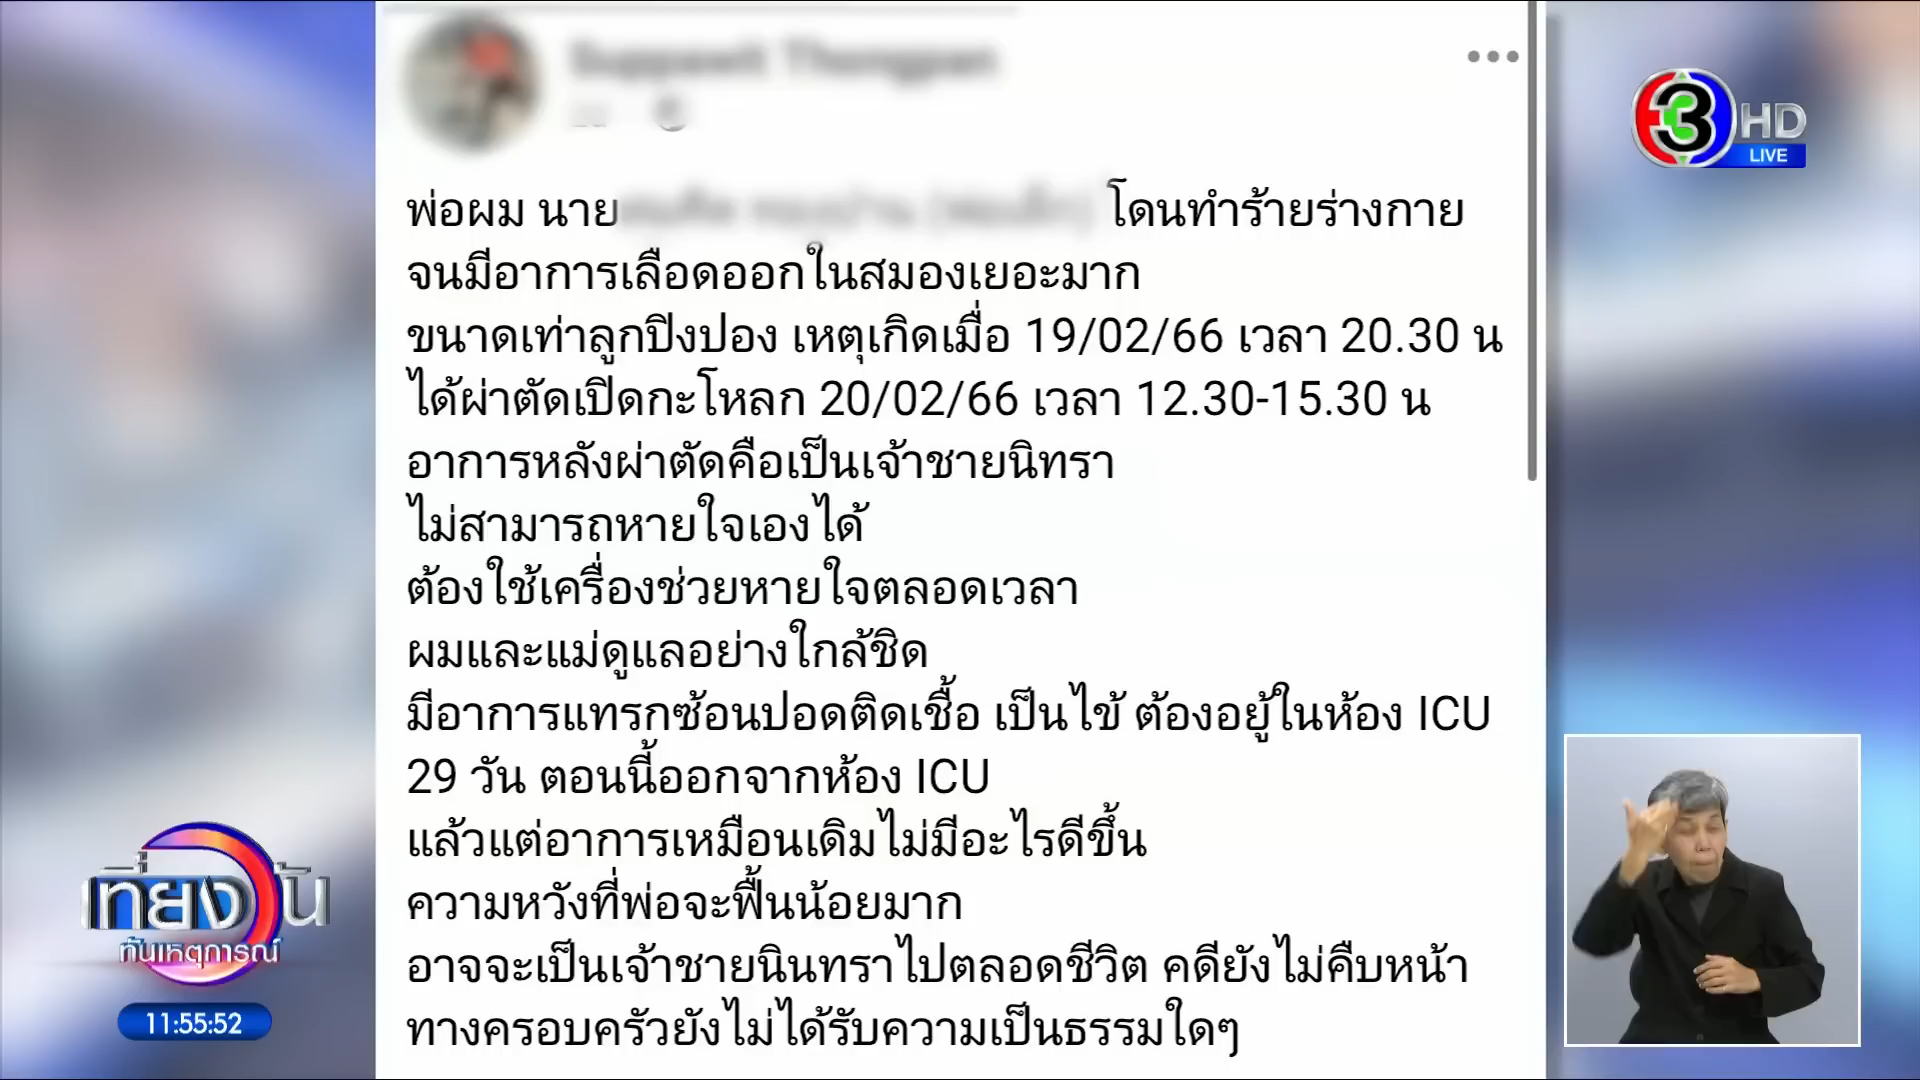 พ่อผม นาย โดนทำร้ายร่างกาย
จนมีอาการเลือดออกในสมองเยอะมาก
ขนาดเท่าลูกปิงปอง เหตุเกิดเมื่อ 19/02/66 เวลา 20.30 น
ได้ผ่าตัดเปิดกะโหลก 20/02/66 เวลา 12.30-15.30 น
อาการหลังผ่าตัดคือเป็นเจ้าชายนิทรา
ไม่สามารถหายใจเองได้
ต้องใช้เครื่องช่วยหายใจตลอดเวลา
ผมและแม่ดูแลอย่างใกล้ชิด
มีอาการแทรกซ้อนปอดติดเชื้อ เป็นไข้ ต้องอยู้ในห้อง ICU
29 วัน ตอนนี้ออกจากห้อง ICU
แล้วแต่อาการเหมือนเดิมไม่มีอะไรดีขึ้น
ความหวังที่พ่อจะฟื้นน้อยมาก
อาจจะเป็นเจ้าชายนินทราไปตลอดชีวิต คดียังไม่คืบหน้า
ทางครอบครัวยังไม่ได้รับความเป็นธรรมใดๆ
3 HD
LIVE
เที่ยงวัน
ทันเหตุการณ์
11:55:52